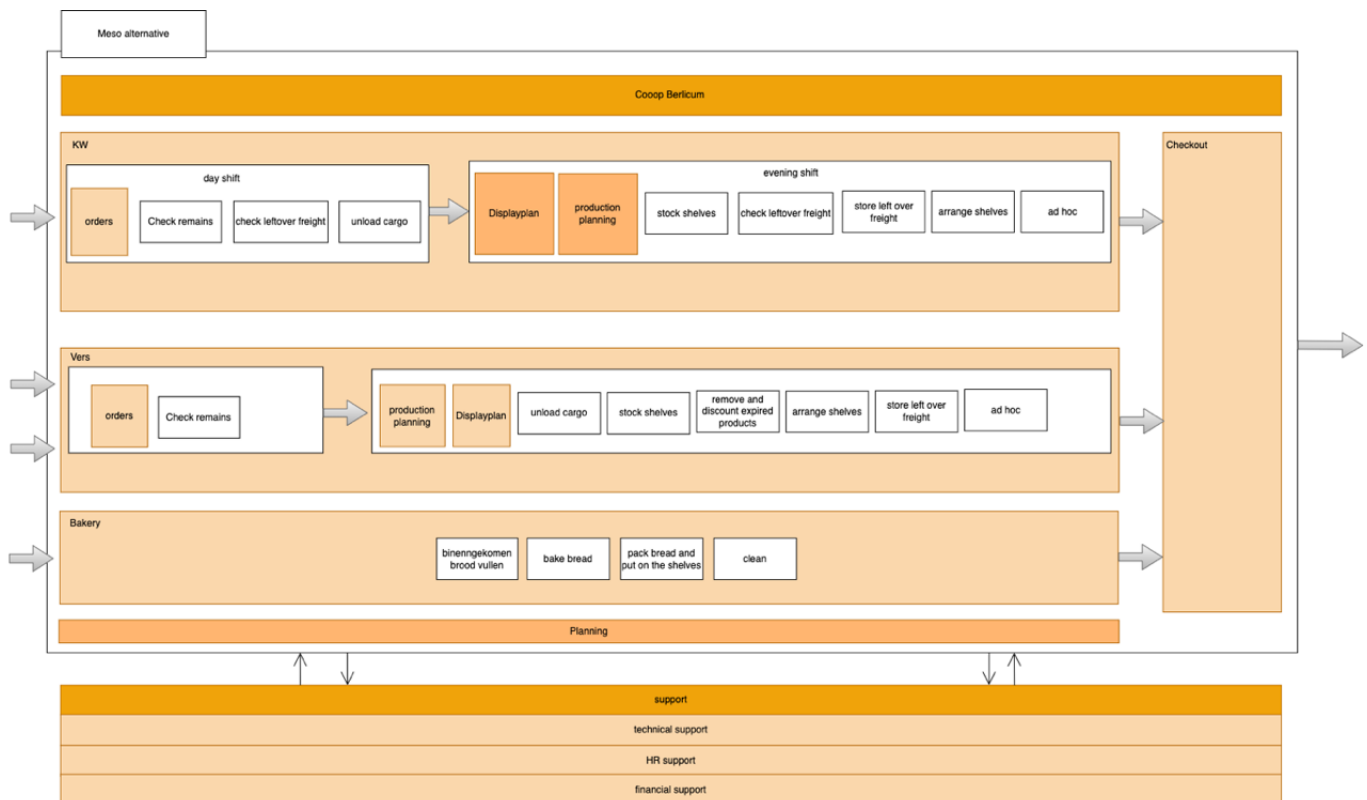 Meso alternative
Cooop Berlicum
KW
Checkout
day shift
orders
Check remains
check leftover freight
unload cargo
evening shift
Displayplan
production
planning
stock shelves
check leftover freight
store left over
freight
arrange shelves
ad hoc
Vers
orders
Check remains
production
planning
Displayplan
unload cargo
stock shelves
remove and
discount expired
products
arrange shelves
store left over
freight
ad hoc
Bakery
binenngekomen
brood vullen
bake bread
pack bread and
put on the shelves
clean
Planning
support
technical support
HR support
financial support